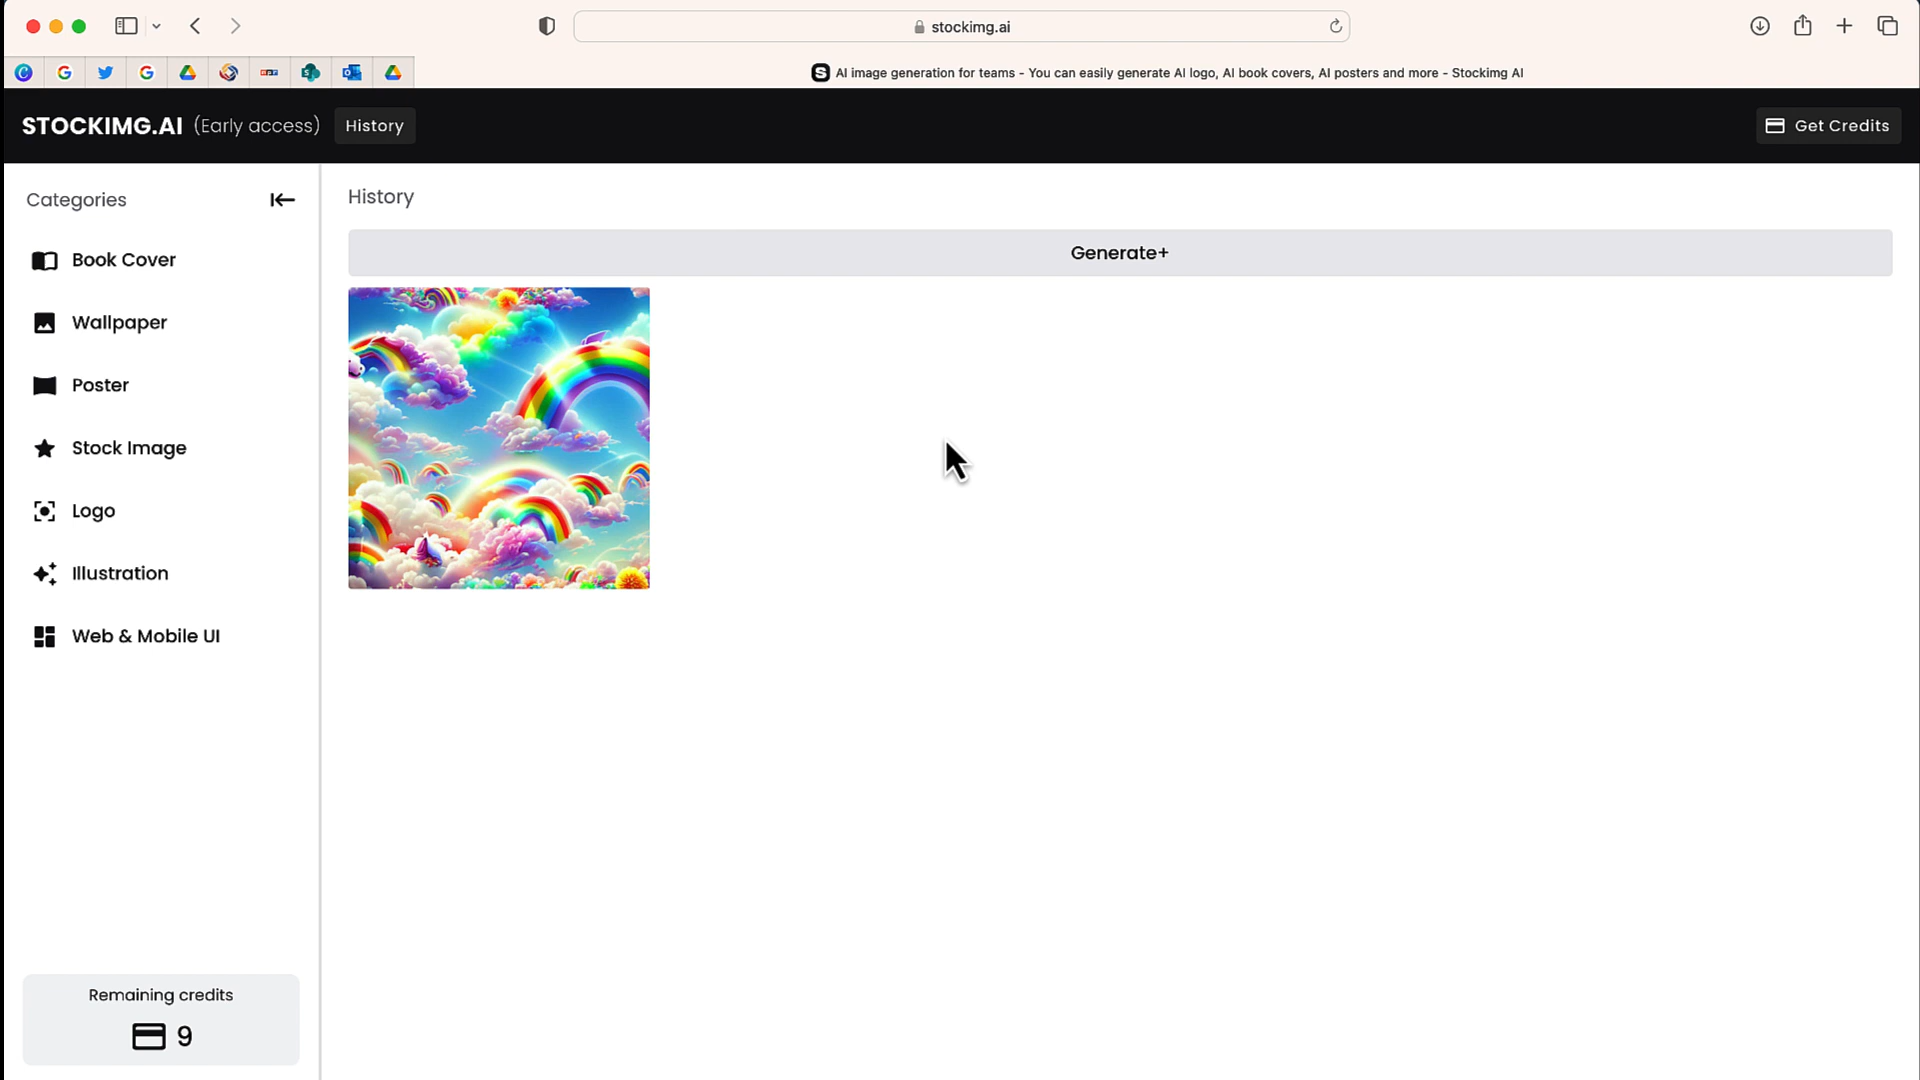 stockimg.ai
AI image generation for teams - You can easily generate AI logo, AI book covers, AI posters and more - Stockimg AI
STOCKIMG.AI (Early access) History Get Credits
Categories
Book Cover
Wallpaper
Poster
Stock Image
Logo
Illustration
Web & Mobile UI
Remaining credits
9
History
Generate+